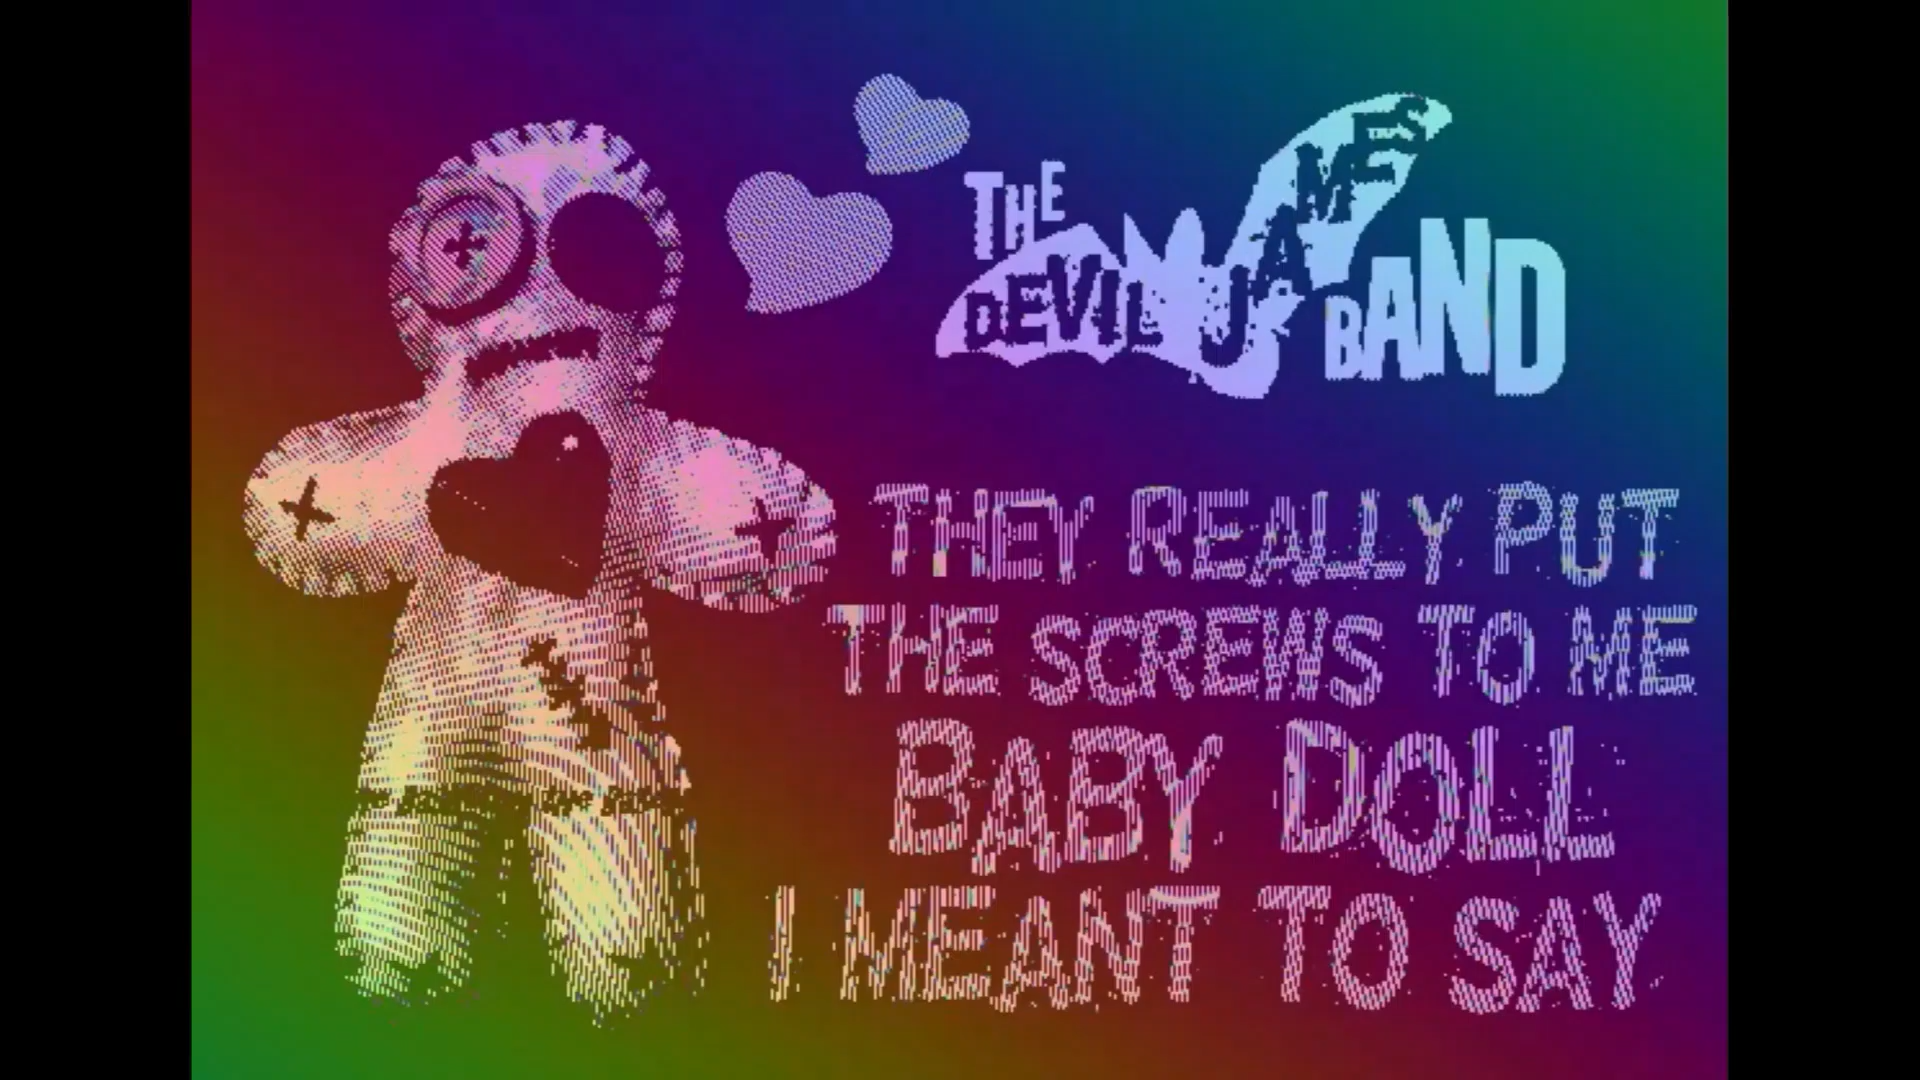 THE
DEVIL JAMES
BAND
THEY REALLY PUT
THE SCREWS TO ME
BABY DOLL
I MEANT TO SAY